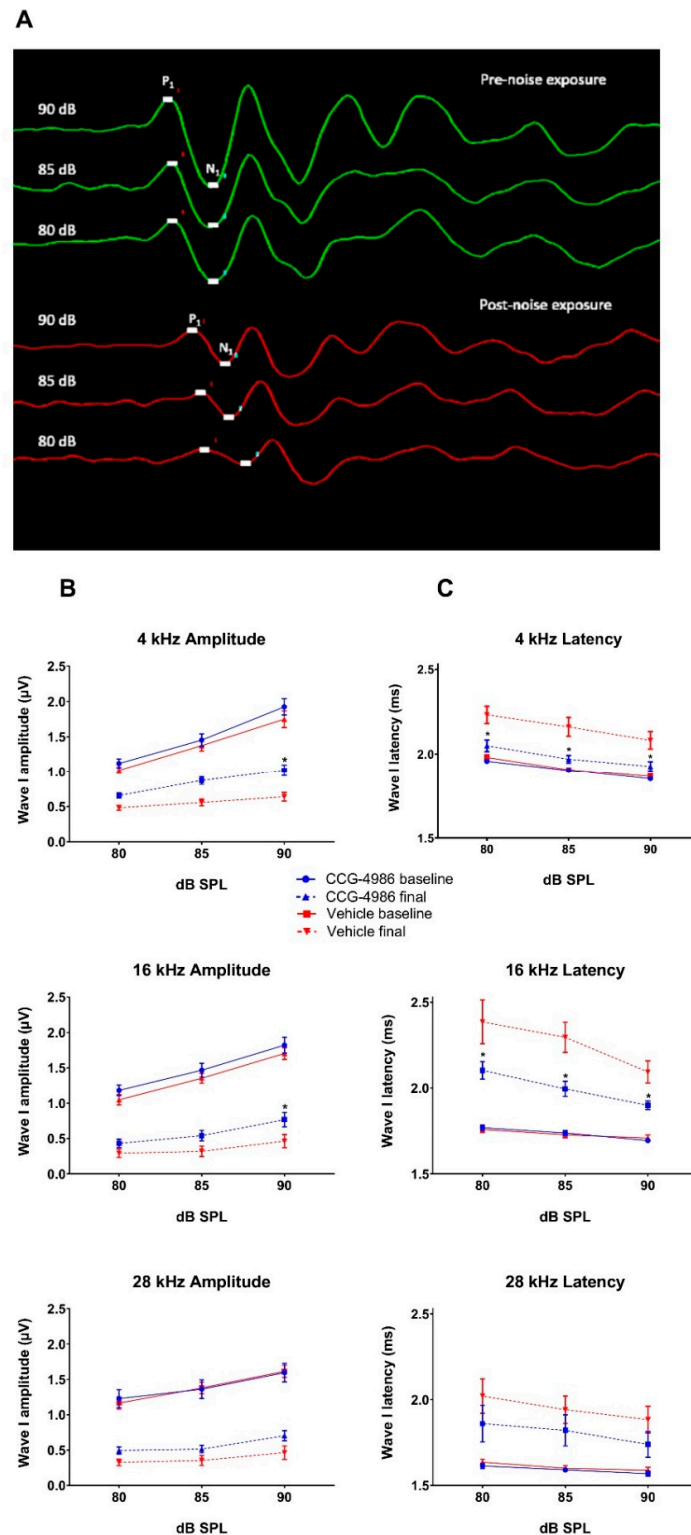 A
P1
Pre-noise exposure
90 dB
85 dB
N1
80 dB
Post-noise exposure
90 dB
P1
N1
85 dB
80 dB
B
C
4 kHz Amplitude
Wave I amplitude (µV)
2.5
2.0
1.5
1.0
0.5
0.0
*
80 85 90
dB SPL
4 kHz Latency
Wave I latency (ms)
2.5
2.0
1.5
* * *
80 85 90
dB SPL
CCG-4986 baseline
CCG-4986 final
Vehicle baseline
Vehicle final
16 kHz Amplitude
Wave I amplitude (µV)
2.5
2.0
1.5
1.0
0.5
0.0
*
80 85 90
dB SPL
16 kHz Latency
Wave I latency (ms)
2.5
2.0
1.5
* * *
80 85 90
dB SPL
28 kHz Amplitude
Wave I amplitude (µV)
2.5
2.0
1.5
1.0
0.5
0.0
80 85 90
dB SPL
28 kHz Latency
Wave I latency (ms)
2.5
2.0
1.5
80 85 90
dB SPL